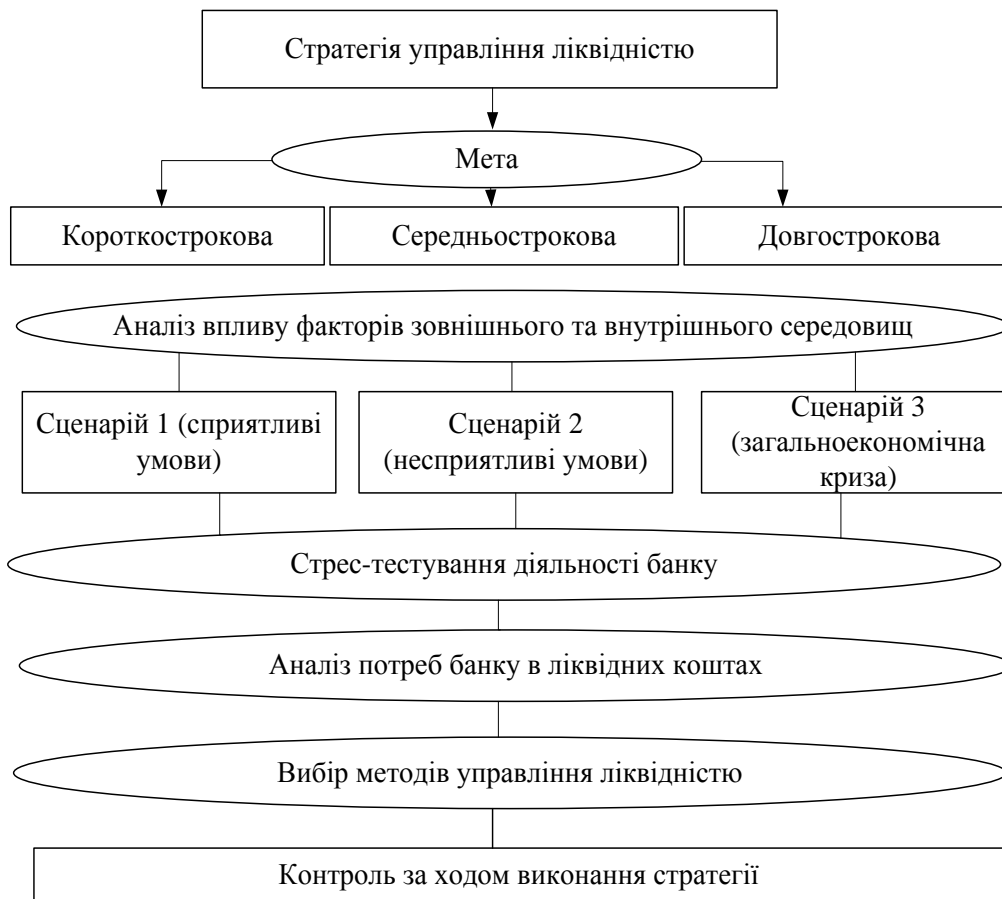 Стратегія управління ліквідністю
Мета
Короткострокова
Середньострокова
Довгострокова
Аналіз впливу факторів зовнішнього та внутрішнього середовищ
Сценарій 1 (сприятливі
умови)
Сценарій 2
(несприятливі умови)
Сценарій 3
(загальноекономічна
криза)
Стрес-тестування діяльності банку
Аналіз потреб банку в ліквідних коштах
Вибір методів управління ліквідністю
Контроль за ходом виконання стратегії